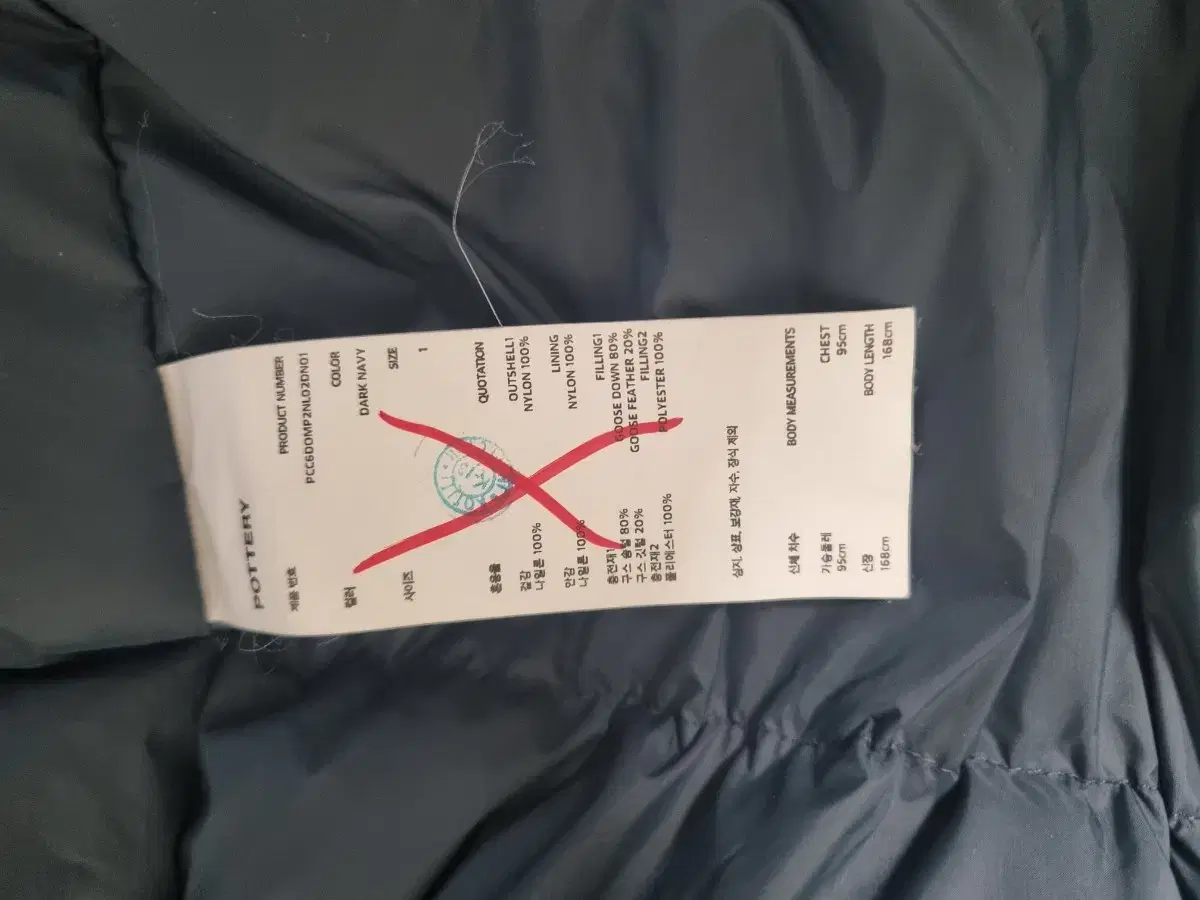 POTTERY
제품 번호 PRODUCT NUMBER
PCC6DOMP2NL02DN01
컬러 COLOR
DARK NAVY
사이즈 SIZE
1
혼용율 QUOTATION
겉감 OUTSHELL1
나일론 100% NYLON 100%
안감 LINING
나일론 100% NYLON 100%
충전재1 FILLING1
구스 솜털 80% GOOSE DOWN 80%
구스 깃털 20% GOOSE FEATHER 20%
충전재2 FILLING2
폴리에스터 100% POLYESTER 100%
심지, 상표, 보강재, 자수, 장식 제외
신체 치수 BODY MEASUREMENTS
가슴둘레 CHEST
95cm 95cm
신장 BODY LENGTH
168cm 168cm